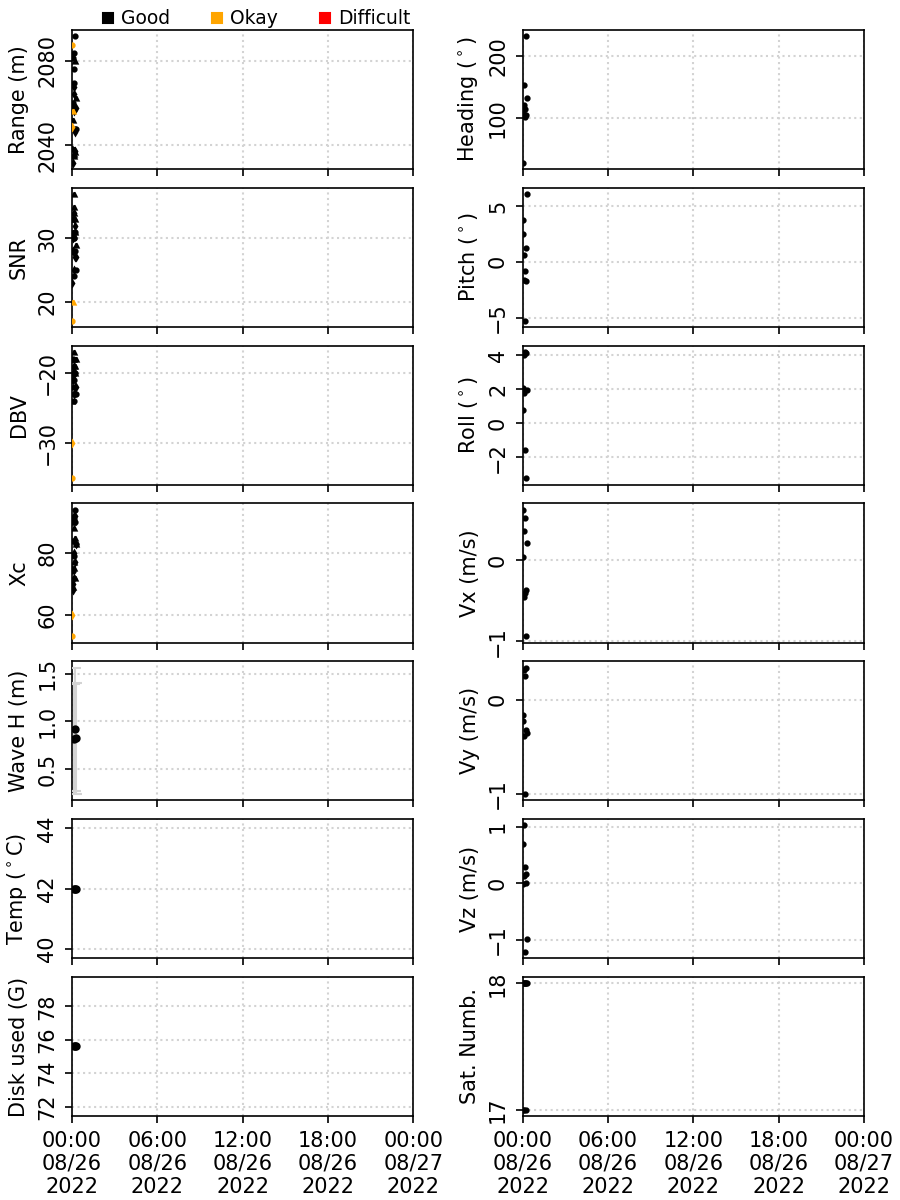 Good Okay Difficult
Range (m)
2080
2040
Heading (°)
200
100
SNR
30
20
Pitch (°)
5
0
−5
DBV
−20
−30
Roll (°)
4
2
0
−2
Xc
80
60
Vx (m/s)
0
−1
Wave H (m)
1.5
1.0
0.5
Vy (m/s)
0
−1
Temp (°C)
44
42
40
Vz (m/s)
1
0
−1
Disk used (G)
78
76
74
72
Sat. Numb.
18
17
00:00 06:00 12:00 18:00 00:00
08/26 08/26 08/26 08/26 08/27
2022 2022 2022 2022 2022
00:00 06:00 12:00 18:00 00:00
08/26 08/26 08/26 08/26 08/27
2022 2022 2022 2022 2022